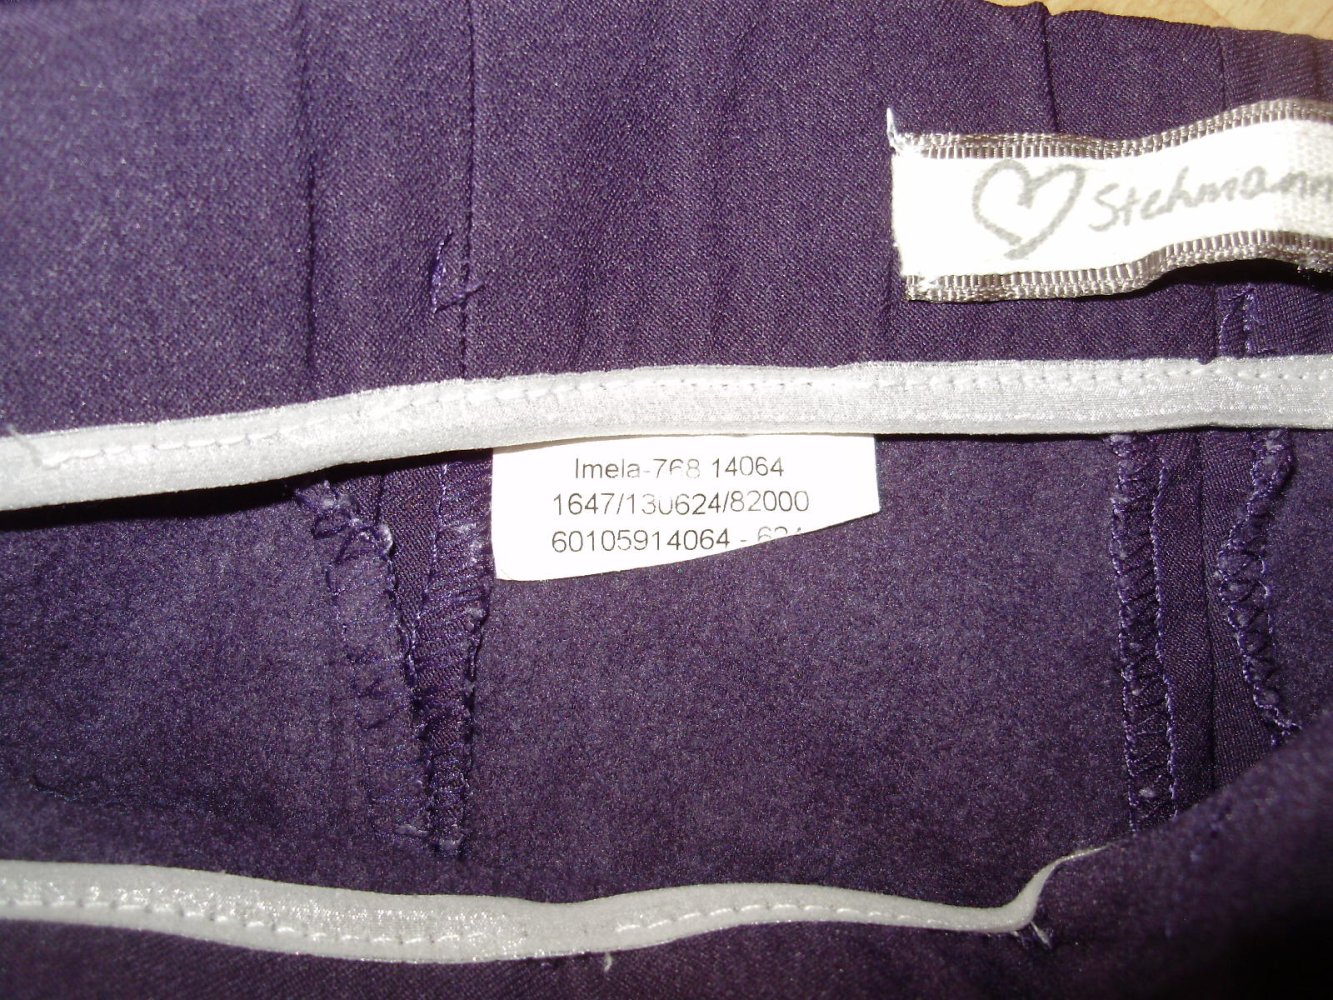 ♡ Stehmann
Imela-768 14064
1647/130624/82000
60105914064 -